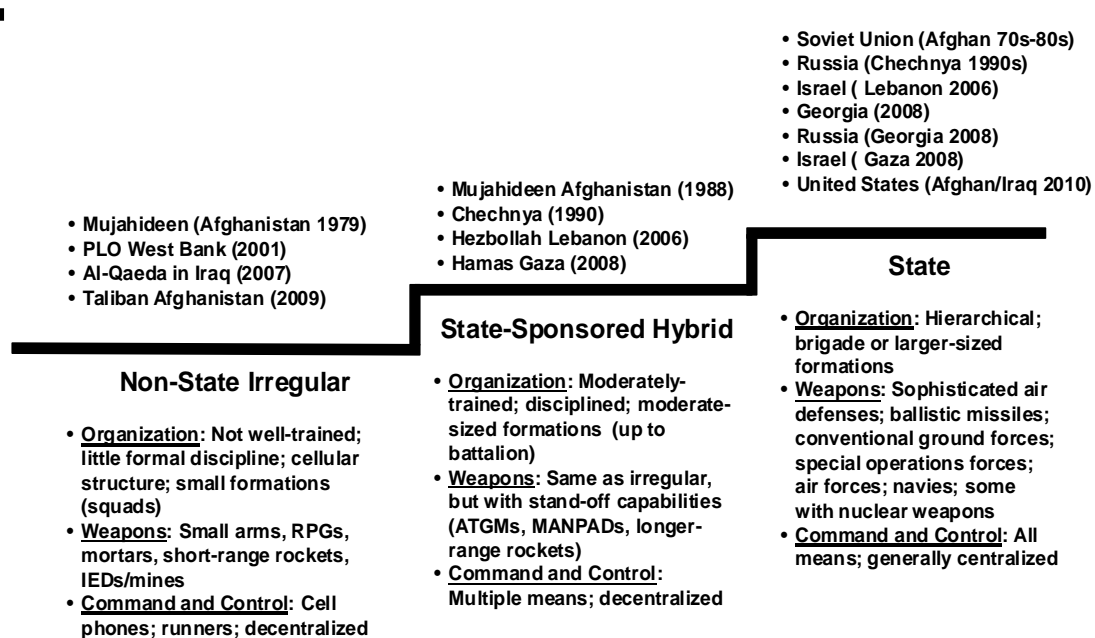 • Mujahideen (Afghanistan 1979)
• PLO West Bank (2001)
• Al-Qaeda in Iraq (2007)
• Taliban Afghanistan (2009)
Non-State Irregular
• Organization: Not well-trained;
little formal discipline; cellular
structure; small formations
(squads)
• Weapons: Small arms, RPGs,
mortars, short-range rockets,
IEDs/mines
• Command and Control: Cell
phones; runners; decentralized
• Mujahideen Afghanistan (1988)
• Chechnya (1990)
• Hezbollah Lebanon (2006)
• Hamas Gaza (2008)
State-Sponsored Hybrid
• Organization: Moderately-
trained; disciplined; moderate-
sized formations (up to
battalion)
• Weapons: Same as irregular,
but with stand-off capabilities
(ATGMs, MANPADs, longer-
range rockets)
• Command and Control:
Multiple means; decentralized
• Soviet Union (Afghan 70s-80s)
• Russia (Chechnya 1990s)
• Israel ( Lebanon 2006)
• Georgia (2008)
• Russia (Georgia 2008)
• Israel ( Gaza 2008)
• United States (Afghan/Iraq 2010)
State
• Organization: Hierarchical;
brigade or larger-sized
formations
• Weapons: Sophisticated air
defenses; ballistic missiles;
conventional ground forces;
special operations forces;
air forces; navies; some
with nuclear weapons
• Command and Control: All
means; generally centralized